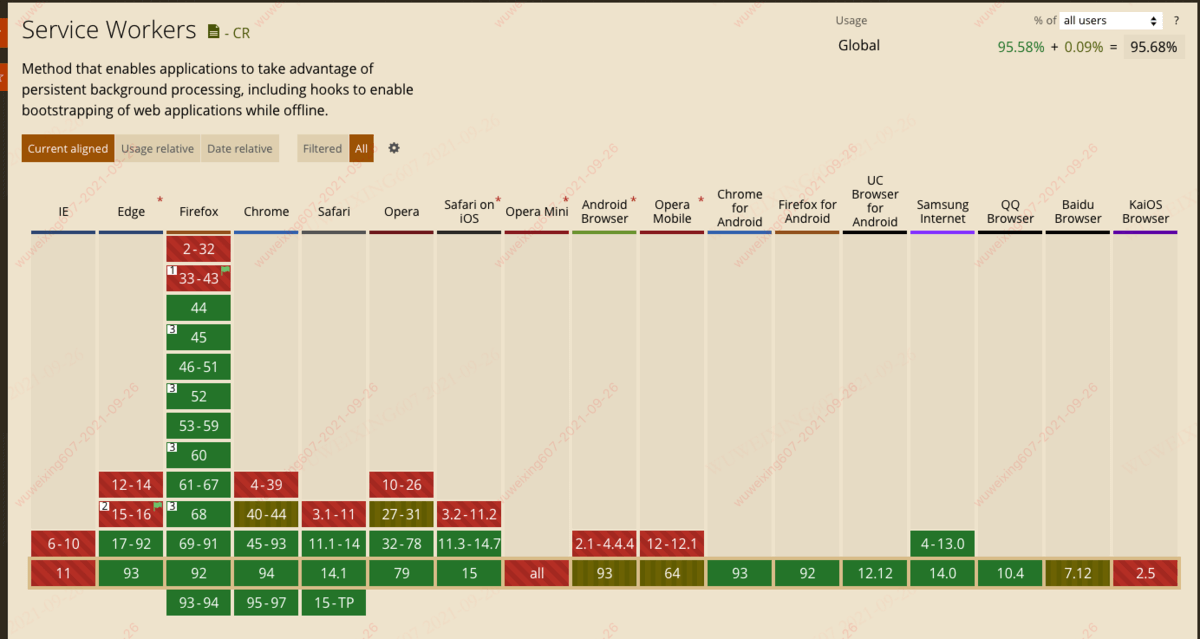 Service Workers - CR
Usage % of all users ?
Global 95.58% + 0.09% = 95.68%
Method that enables applications to take advantage of
persistent background processing, including hooks to enable
bootstrapping of web applications while offline.
Current aligned Usage relative Date relative Filtered All
IE
Edge *
Firefox
Chrome
Safari
Opera
Safari on *
iOS
Opera Mini *
Android *
Browser
Opera *
Mobile
Chrome
for
Android
Firefox for
Android
UC
Browser
for
Android
Samsung
Internet
QQ
Browser
Baidu
Browser
KaiOS
Browser
2-32
1 33-43
44
3 45
46-51
3 52
53-59
3 60
12-14 61-67 4-39 10-26
2 15-16 3 68 40-44 3.1-11 27-31 3.2-11.2
6-10 17-92 69-91 45-93 11.1-14 32-78 11.3-14.7 2.1-4.4.4 12-12.1 4-13.0
11 93 92 94 14.1 79 15 all 93 64 93 92 12.12 14.0 10.4 7.12 2.5
93-94 95-97 15-TP
wuweixing607-2021-09-26